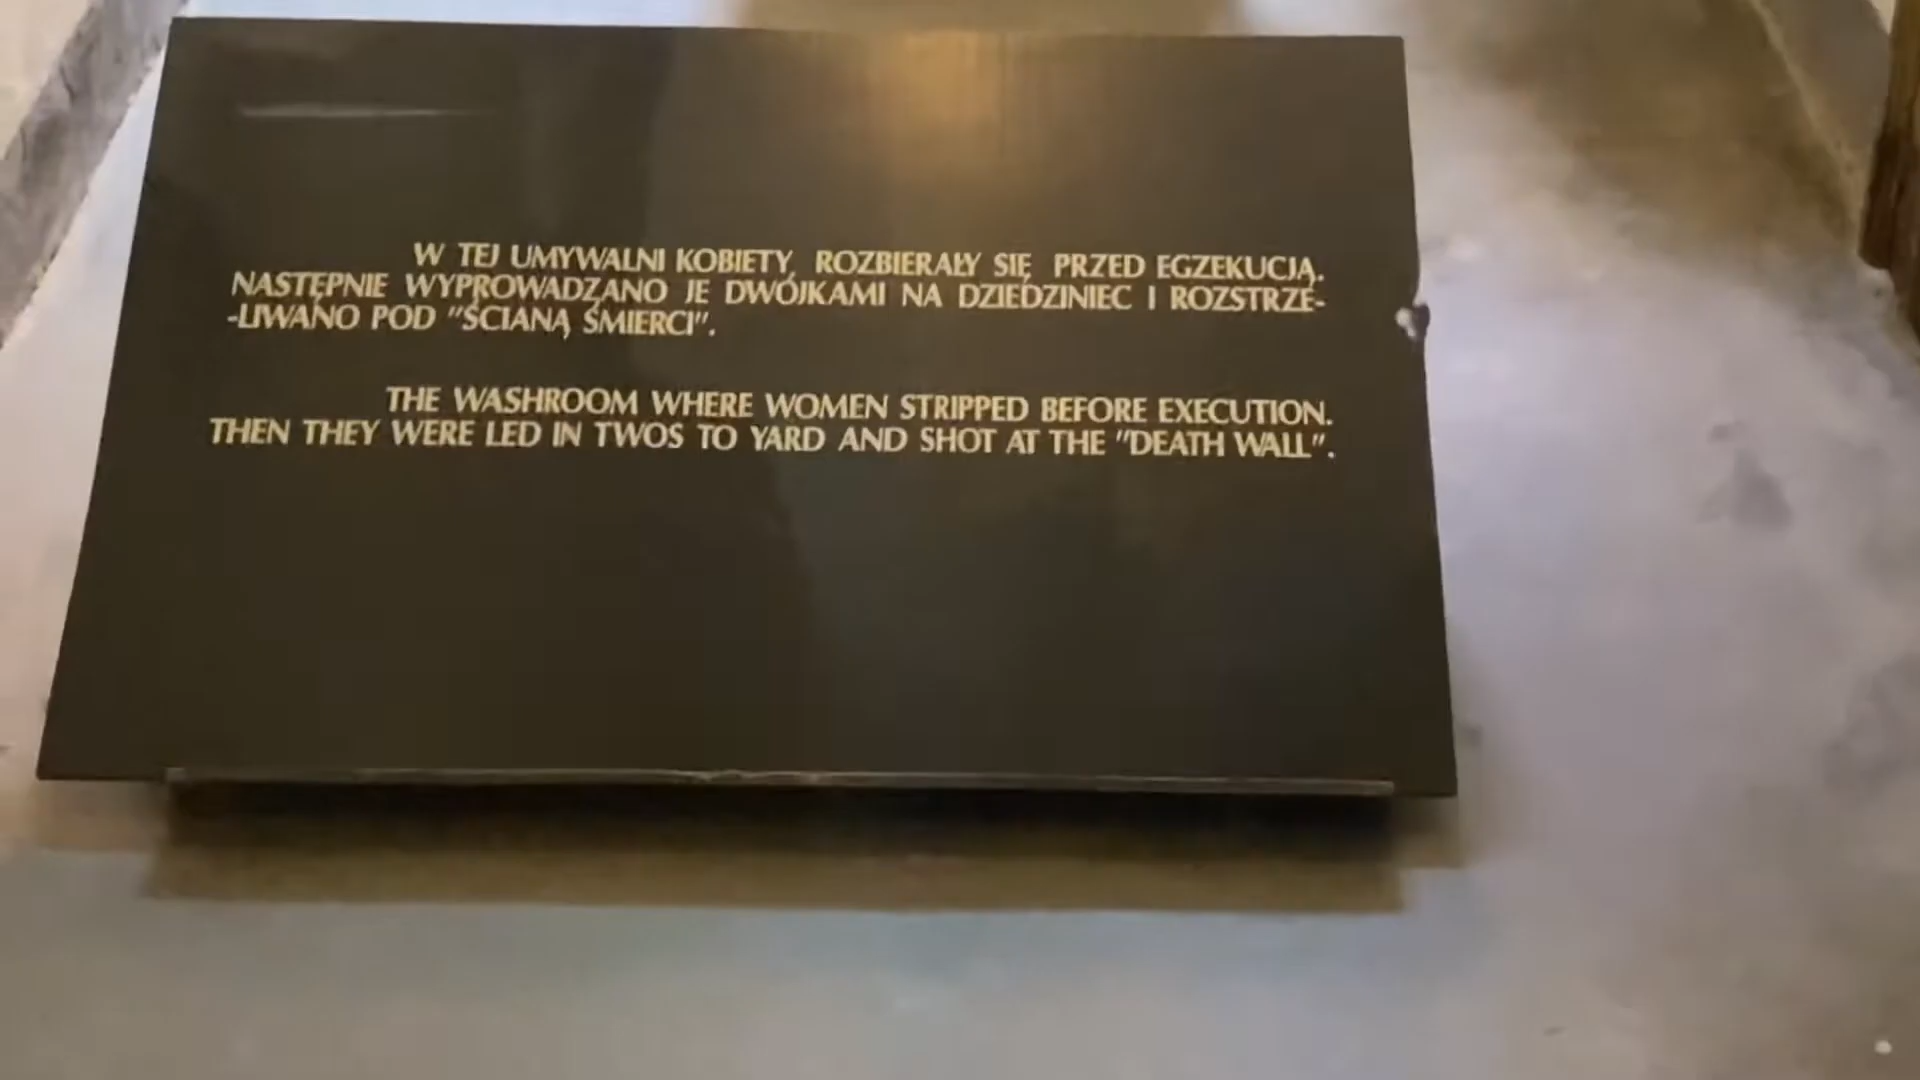 W TEJ UMYWALNI KOBIETY, ROZBIERAŁY SIĘ PRZED EGZEKUCJĄ.
NASTĘPNIE WYPROWADZANO JE DWÓJKAMI NA DZIEDZINIEC I ROZSTRZE-
-LIWANO POD "ŚCIANĄ ŚMIERCI".
THE WASHROOM WHERE WOMEN STRIPPED BEFORE EXECUTION.
THEN THEY WERE LED IN TWOS TO YARD AND SHOT AT THE "DEATH WALL".